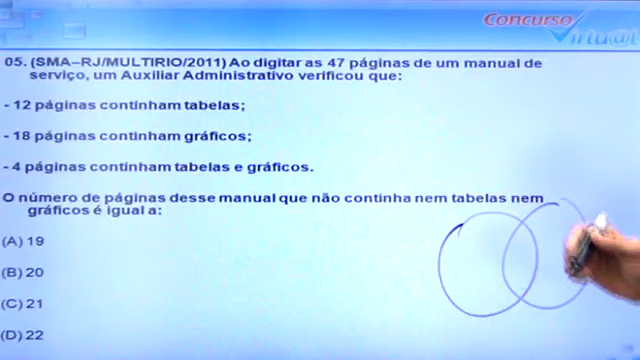 Concurso
Virtual
05. (SMA–RJ/MULTIRIO/2011) Ao digitar as 47 páginas de um manual de
serviço, um Auxiliar Administrativo verificou que:
- 12 páginas continham tabelas;
- 18 páginas continham gráficos;
- 4 páginas continham tabelas e gráficos.
O número de páginas desse manual que não continha nem tabelas nem
gráficos é igual a:
(A) 19
(B) 20
(C) 21
(D) 22